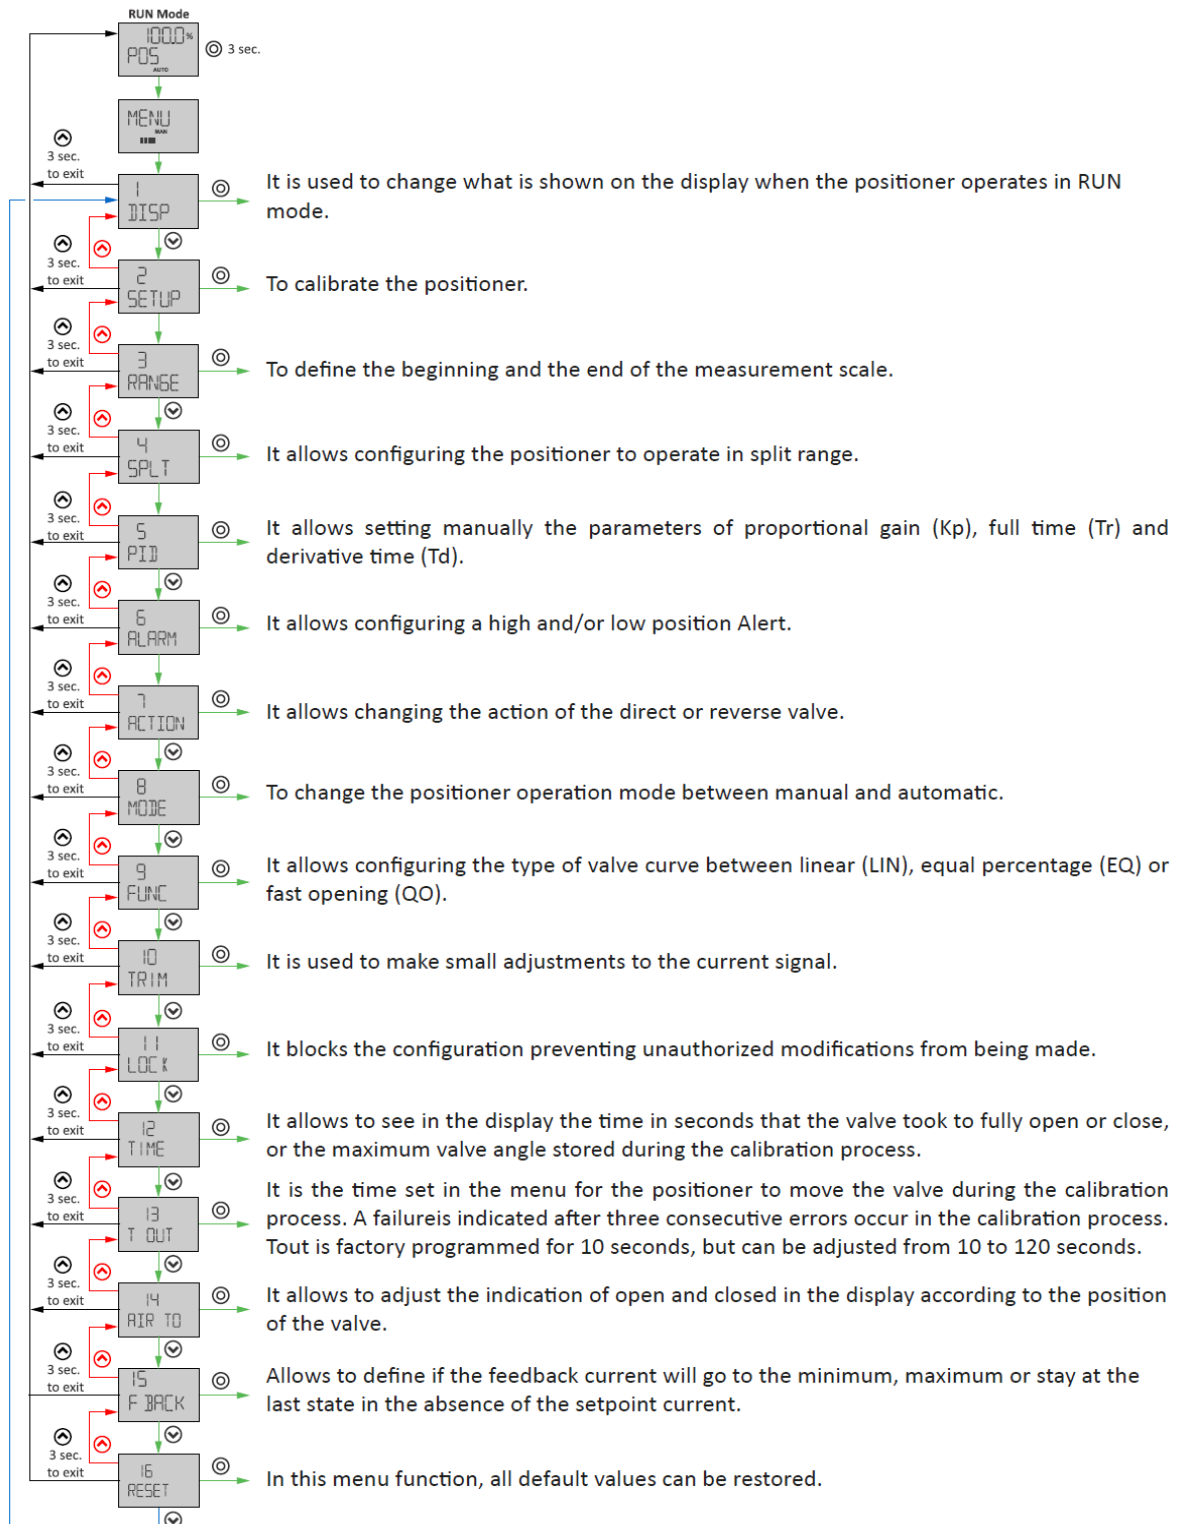 RUN Mode
100.0%
POS
AUTO
3 sec.
MENU
MAN
3 sec.
to exit
1
DISP
It is used to change what is shown on the display when the positioner operates in RUN
mode.
3 sec.
to exit
2
SETUP
To calibrate the positioner.
3 sec.
to exit
3
RANGE
To define the beginning and the end of the measurement scale.
3 sec.
to exit
4
SPLT
It allows configuring the positioner to operate in split range.
3 sec.
to exit
5
PID
It allows setting manually the parameters of proportional gain (Kp), full time (Tr) and
derivative time (Td).
3 sec.
to exit
6
ALARM
It allows configuring a high and/or low position Alert.
3 sec.
to exit
7
ACTION
It allows changing the action of the direct or reverse valve.
3 sec.
to exit
8
MODE
To change the positioner operation mode between manual and automatic.
3 sec.
to exit
9
FUNC
It allows configuring the type of valve curve between linear (LIN), equal percentage (EQ) or
fast opening (QO).
3 sec.
to exit
10
TRIM
It is used to make small adjustments to the current signal.
3 sec.
to exit
11
LOCK
It blocks the configuration preventing unauthorized modifications from being made.
3 sec.
to exit
12
TIME
It allows to see in the display the time in seconds that the valve took to fully open or close,
or the maximum valve angle stored during the calibration process.
3 sec.
to exit
13
T OUT
It is the time set in the menu for the positioner to move the valve during the calibration
process. A failureis indicated after three consecutive errors occur in the calibration process.
Tout is factory programmed for 10 seconds, but can be adjusted from 10 to 120 seconds.
3 sec.
to exit
14
AIR TO
It allows to adjust the indication of open and closed in the display according to the position
of the valve.
3 sec.
to exit
15
F BACK
Allows to define if the feedback current will go to the minimum, maximum or stay at the
last state in the absence of the setpoint current.
3 sec.
to exit
16
RESET
In this menu function, all default values can be restored.